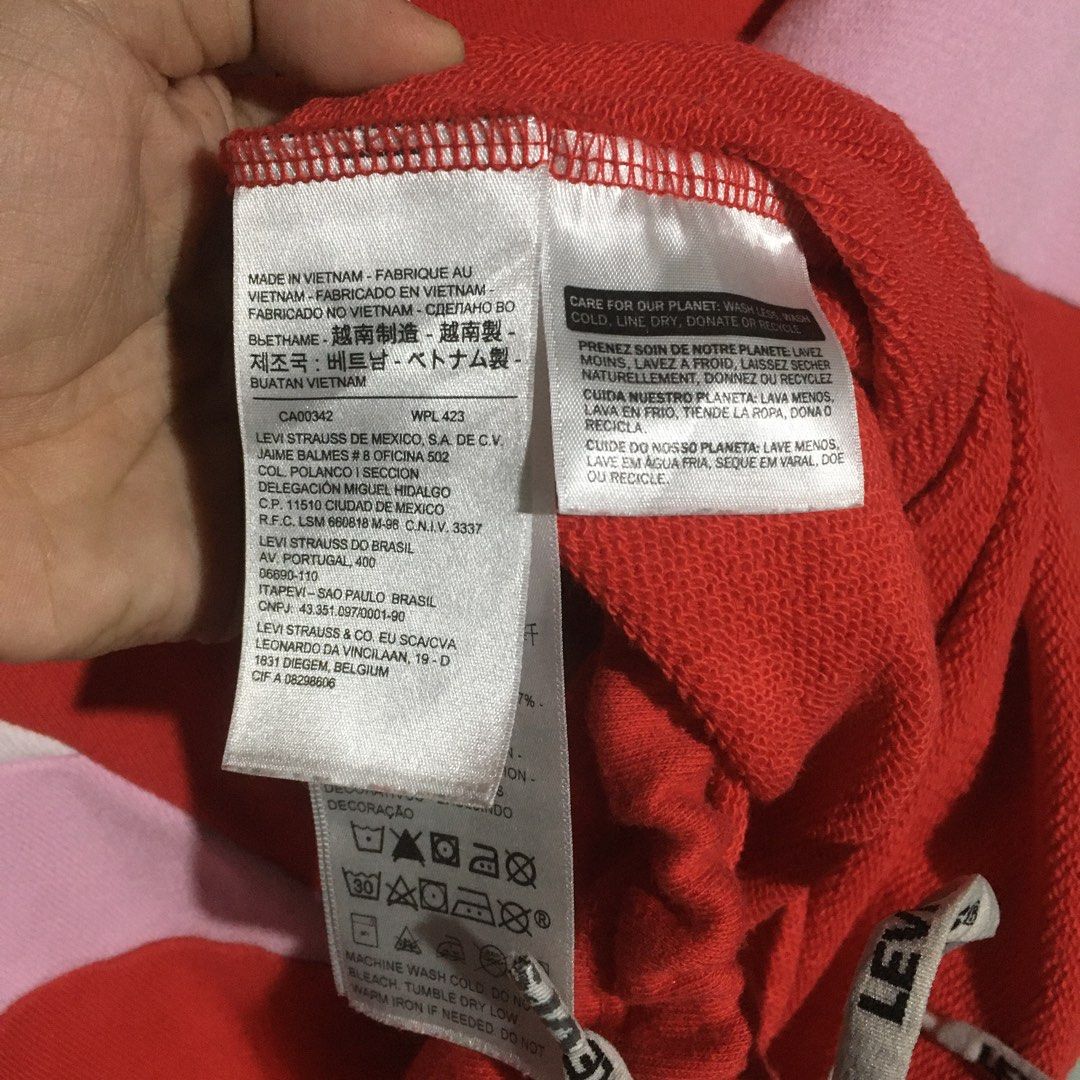 MADE IN VIETNAM - FABRIQUE AU
VIETNAM - FABRICADO EN VIETNAM -
FABRICADO NO VIETNAM - СДЕЛАНО ВО
ВЬЕТНАМЕ - 越南制造 - 越南製 -
제조국 : 베트남 - ベトナム製 -
BUATAN VIETNAM
CA00342 WPL 423
LEVI STRAUSS DE MEXICO, S.A. DE C.V.
JAIME BALMES # 8 OFICINA 502
COL. POLANCO I SECCION
DELEGACIÓN MIGUEL HIDALGO
C.P. 11510 CIUDAD DE MEXICO
R.F.C. LSM 660818 M-96 C.N.I.V. 3337
LEVI STRAUSS DO BRASIL
AV. PORTUGAL, 400
06690-110
ITAPEVI – SAO PAULO BRASIL
CNPJ: 43.351.097/0001-90
LEVI STRAUSS & CO. EU SCA/CVA
LEONARDO DA VINCILAAN, 19 - D
1831 DIEGEM, BELGIUM
CIF A 08298606
CARE FOR OUR PLANET: WASH LESS, WASH
COLD, LINE DRY, DONATE OR RECYCLE.
PRENEZ SOIN DE NOTRE PLANETE: LAVEZ
MOINS, LAVEZ A FROID, LAISSEZ SECHER
NATURELLEMENT, DONNEZ OU RECYCLEZ
CUIDA NUESTRO PLANETA: LAVA MENOS,
LAVA EN FRIO, TIENDE LA ROPA, DONA O
RECICLA.
CUIDE DO NOSSO PLANETA: LAVE MENOS,
LAVE EM ÁGUA FRIA, SEQUE EM VARAL, DOE
OU RECICLE.
7% -
DECORAÇÃO
30
®
MACHINE WASH COLD. DO NOT
BLEACH. TUMBLE DRY LOW
WARM IRON IF NEEDED. DO NOT
LEVI